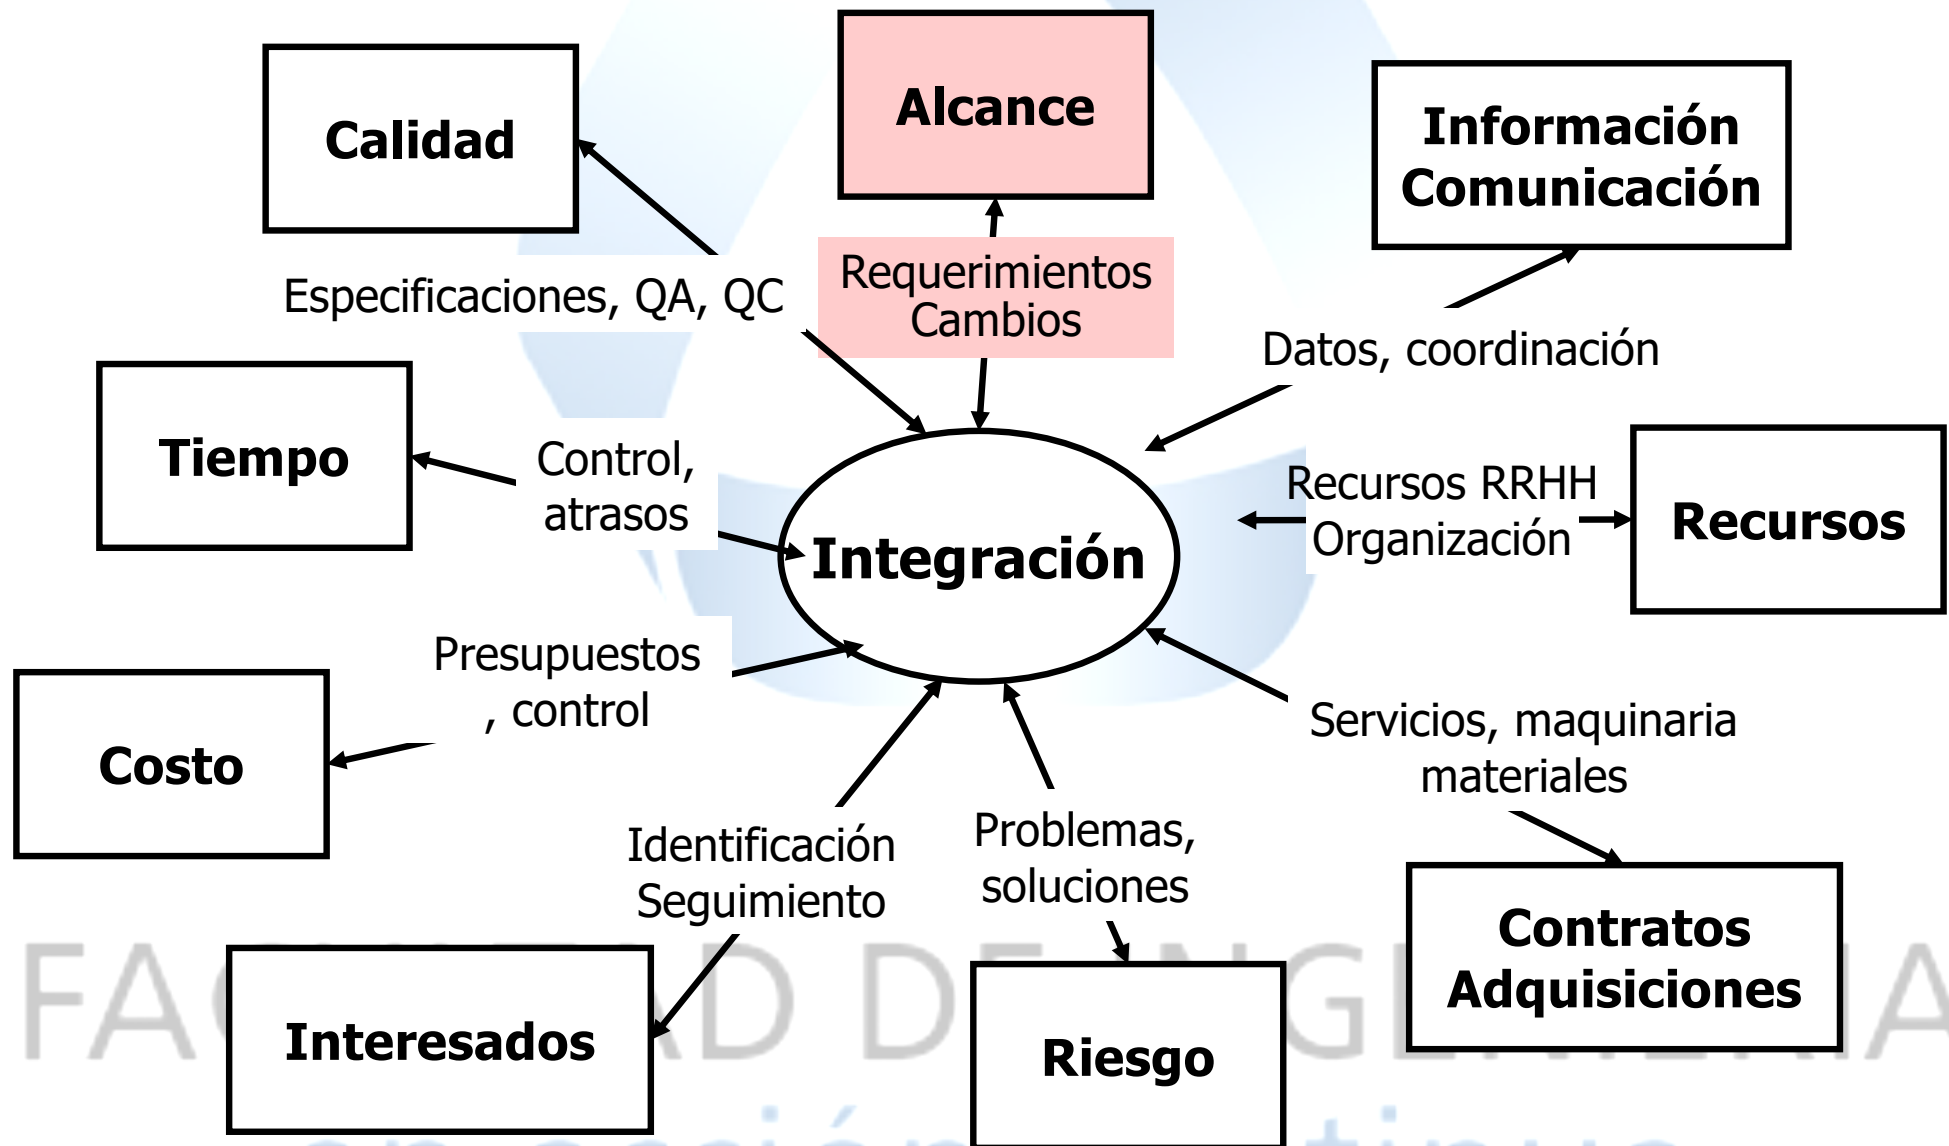 Calidad
Alcance
Información
Comunicación
Especificaciones, QA, QC
Requerimientos
Cambios
Datos, coordinación
Tiempo
Control,
atrasos
Integración
Recursos RRHH
Organización
Recursos
Presupuestos
, control
Costo
Servicios, maquinaria
materiales
Identificación
Seguimiento
Problemas,
soluciones
Contratos
Adquisiciones
Interesados
Riesgo